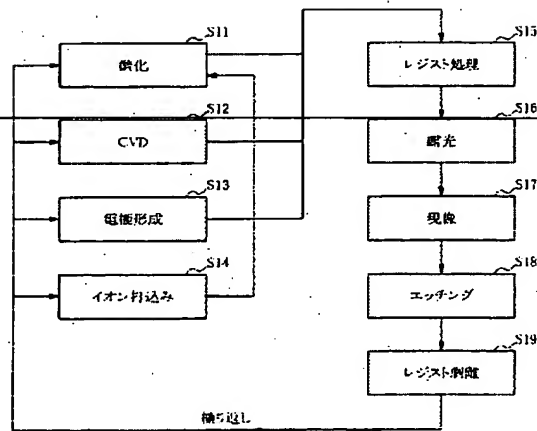 S11
酸化
S12
CVD
S13
電極形成
S14
イオン打込み
S15
レジスト処理
S16
露光
S17
現像
S18
エッチング
S19
レジスト剥離
繰り返し